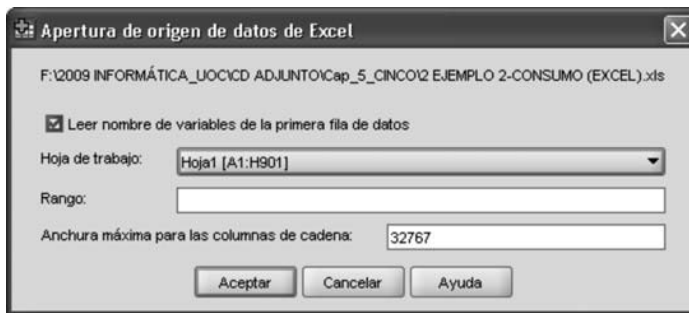 Apertura de origen de datos de Excel
F:\2009 INFORMÁTICA_UOC\CD ADJUNTO\Cap_5_CINCO\2 EJEMPLO 2-CONSUMO (EXCEL).xls
Leer nombre de variables de la primera fila de datos
Hoja de trabajo: Hoja1 [A1:H901]
Rango:
Anchura máxima para las columnas de cadena: 32767
Aceptar Cancelar Ayuda